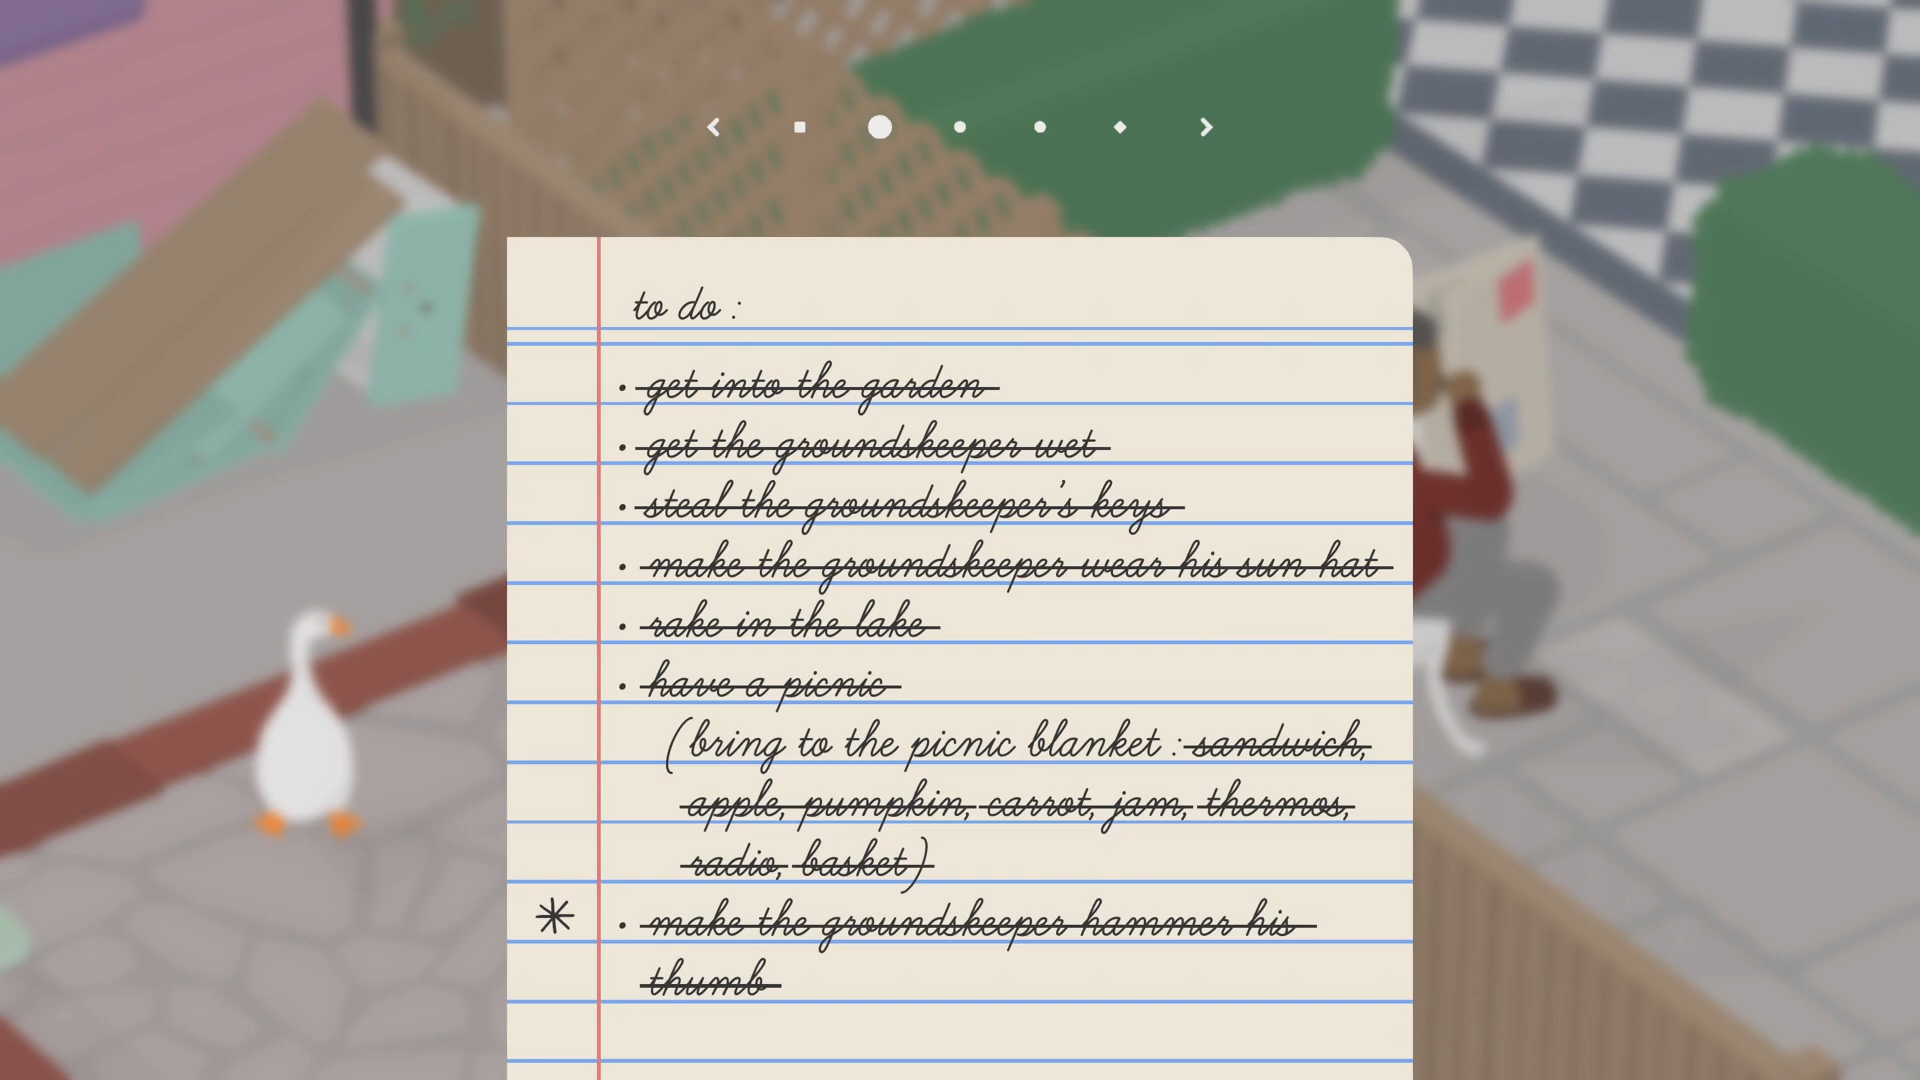 to do :
• get into the garden
• get the groundskeeper wet
• steal the groundskeeper's keys
• make the groundskeeper wear his sun hat
• rake in the lake
• have a picnic
(bring to the picnic blanket : sandwich,
apple, pumpkin, carrot, jam, thermos,
radio, basket)
* • make the groundskeeper hammer his
thumb